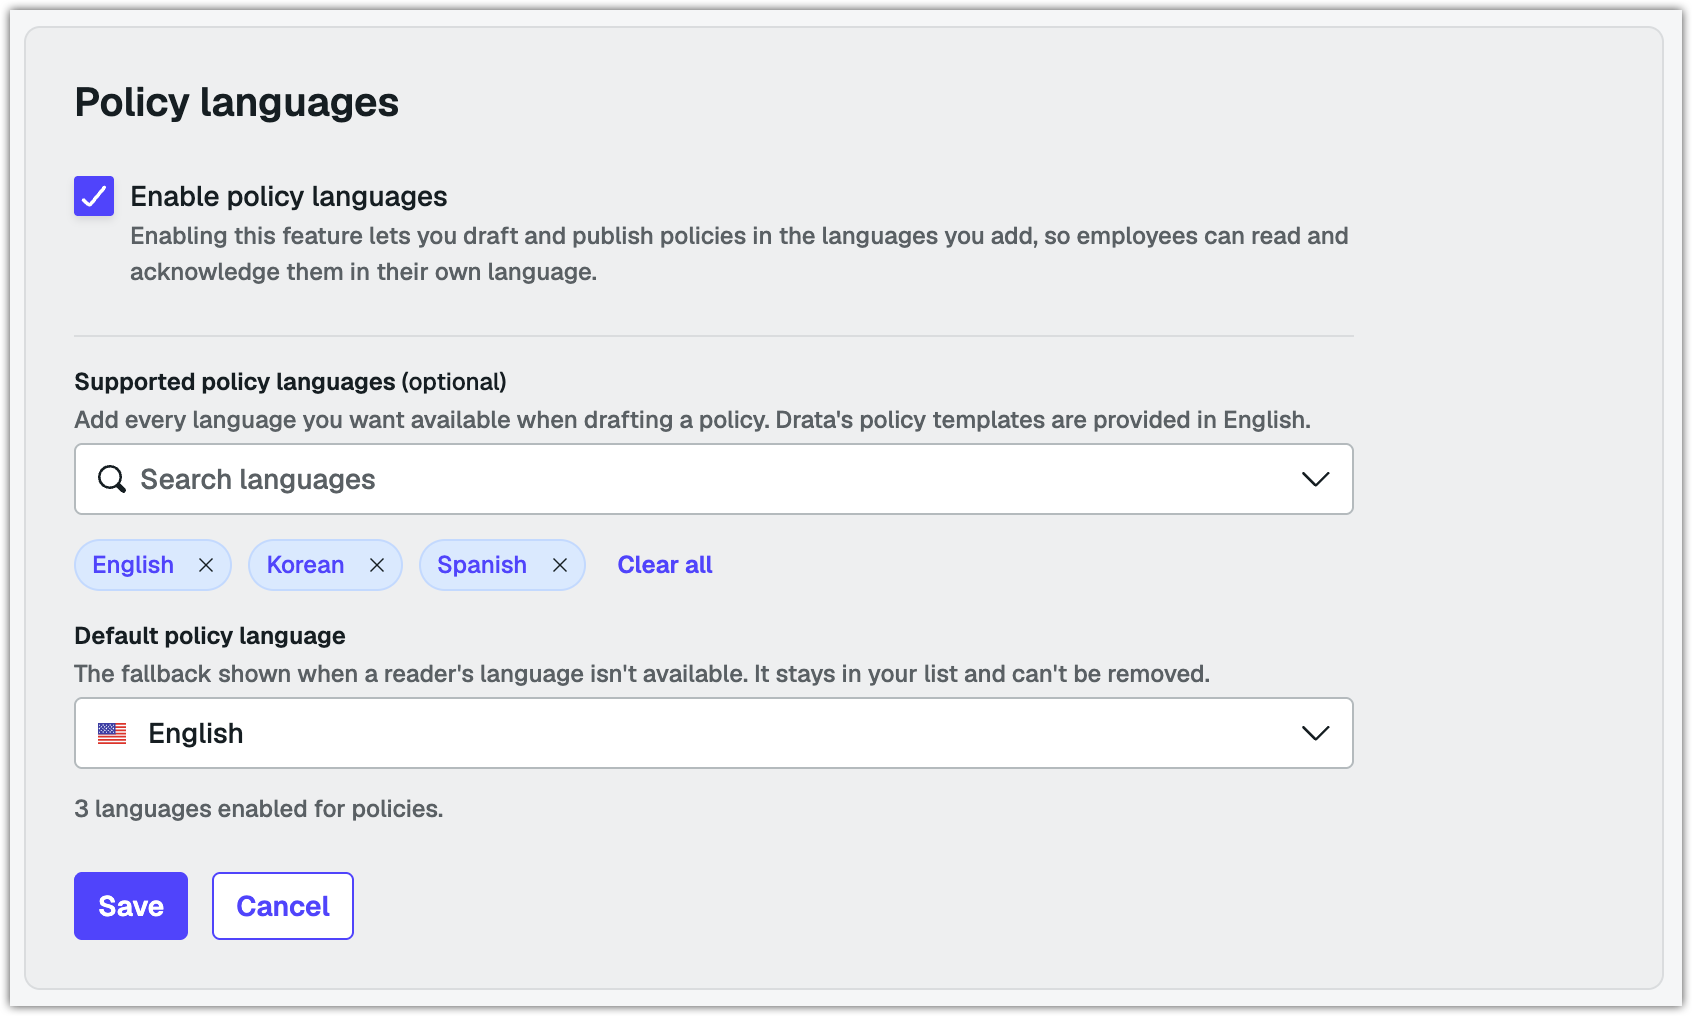 Policy languages
Enable policy languages
Enabling this feature lets you draft and publish policies in the languages you add, so employees can read and
acknowledge them in their own language.
Supported policy languages (optional)
Add every language you want available when drafting a policy. Drata's policy templates are provided in English.
Search languages
English Korean Spanish Clear all
Default policy language
The fallback shown when a reader's language isn't available. It stays in your list and can't be removed.
English
3 languages enabled for policies.
Save Cancel